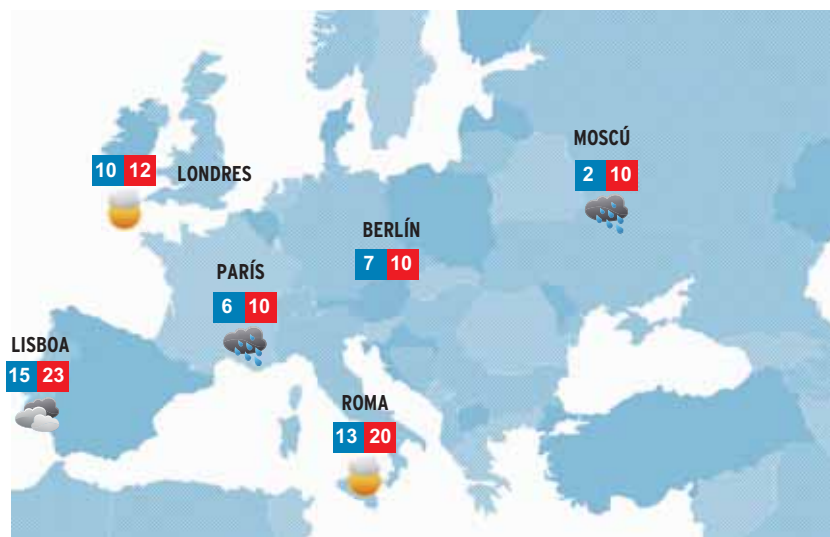 MOSCÚ
2 10
10 12
LONDRES
BERLÍN
7 10
PARÍS
6 10
LISBOA
15 23
ROMA
13 20